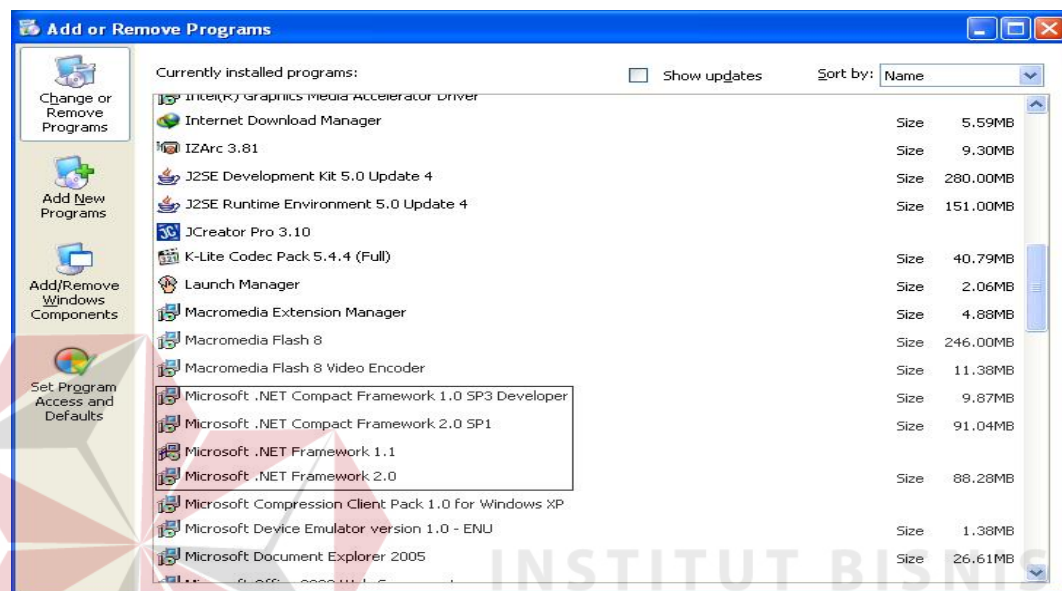 Add or Remove Programs
Change or
Remove
Programs
Add New
Programs
Add/Remove
Windows
Components
Set Program
Access and
Defaults
Currently installed programs:
Show updates
Sort by: Name
Intel(R) Graphics Media Accelerator Driver
Internet Download Manager Size 5.59MB
IZArc 3.81 Size 9.30MB
J2SE Development Kit 5.0 Update 4 Size 280.00MB
J2SE Runtime Environment 5.0 Update 4 Size 151.00MB
JCreator Pro 3.10
K-Lite Codec Pack 5.4.4 (Full) Size 40.79MB
Launch Manager Size 2.06MB
Macromedia Extension Manager Size 4.88MB
Macromedia Flash 8 Size 246.00MB
Macromedia Flash 8 Video Encoder Size 11.38MB
Microsoft .NET Compact Framework 1.0 SP3 Developer Size 9.87MB
Microsoft .NET Compact Framework 2.0 SP1 Size 91.04MB
Microsoft .NET Framework 1.1
Microsoft .NET Framework 2.0 Size 88.28MB
Microsoft Compression Client Pack 1.0 for Windows XP
Microsoft Device Emulator version 1.0 - ENU Size 1.38MB
Microsoft Document Explorer 2005 Size 26.61MB
INSTITUT BISNIS